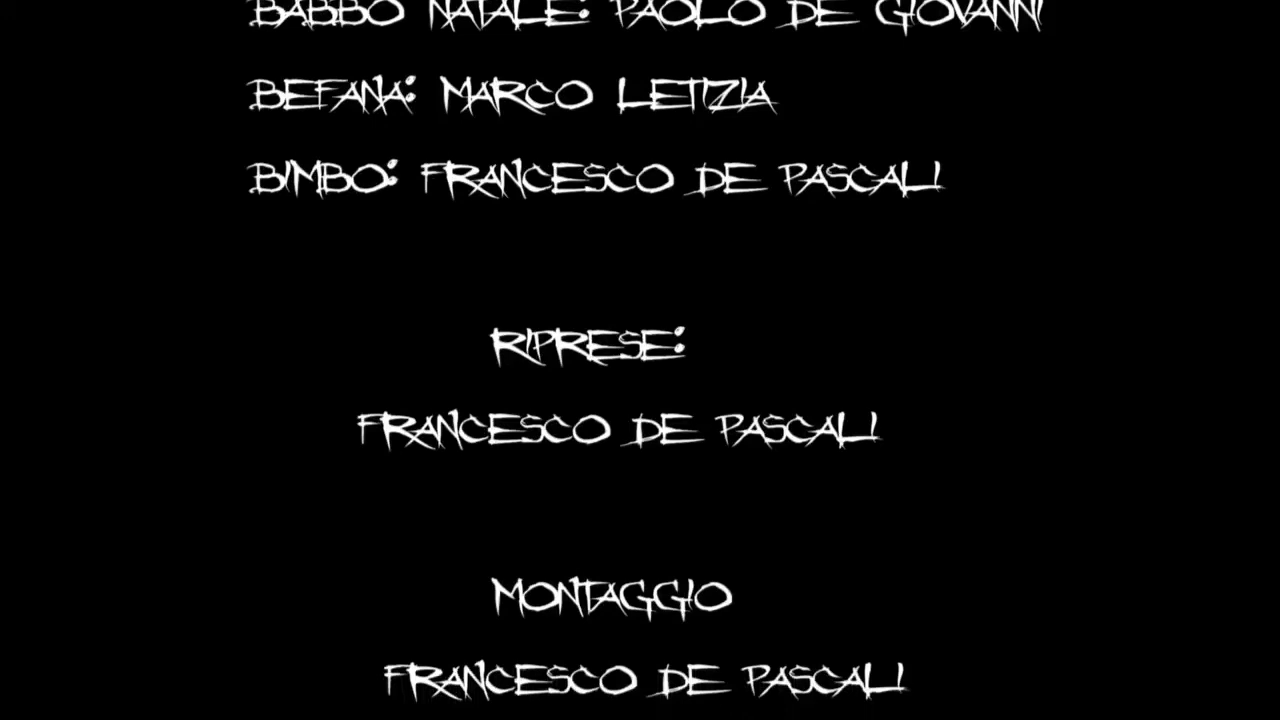 BABBO NATALE: PAOLO DE GIOVANNI
BEFANA: MARCO LETIZIA
BIMBO: FRANCESCO DE PASCALI
RIPRESE:
FRANCESCO DE PASCALI
MONTAGGIO
FRANCESCO DE PASCALI